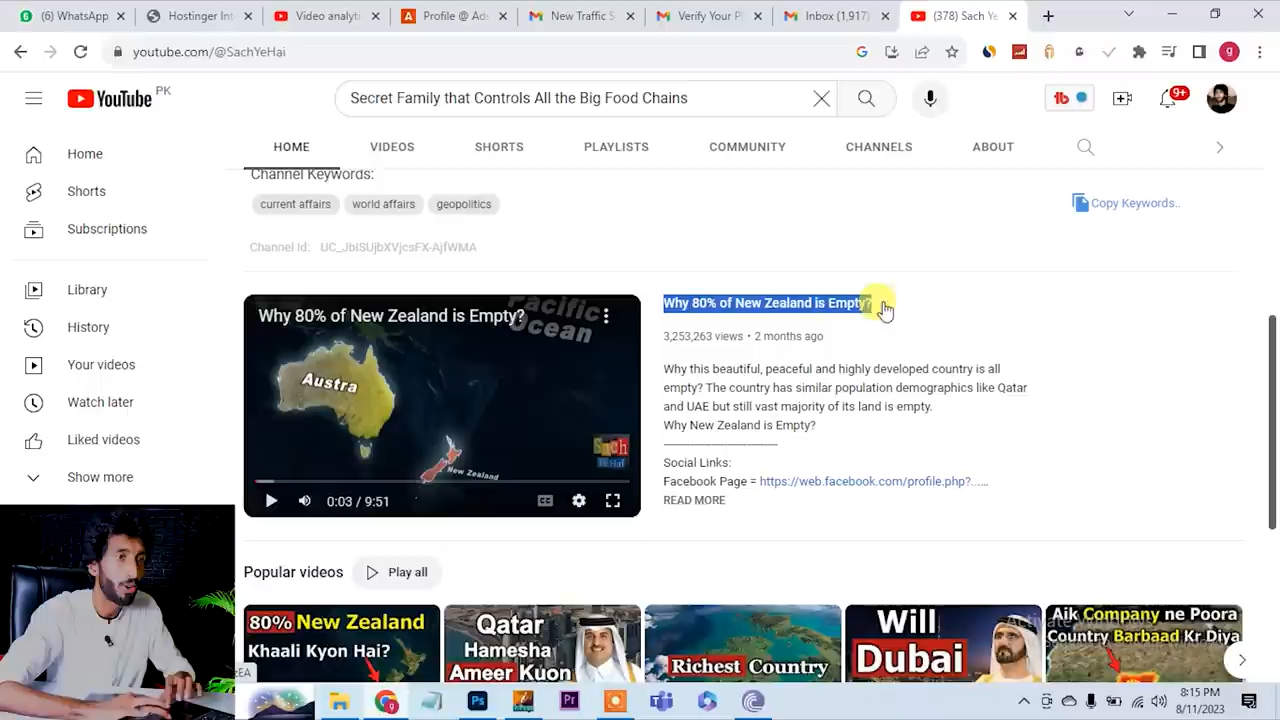 (6) WhatsApp
Hostinger Int
Video analyti
Profile @ Ads
New Traffic S
Verify Your P
Inbox (1,917)
(378) Sach Ye
youtube.com/@SachYeHai
YouTube PK
Secret Family that Controls All the Big Food Chains
9+
HOME
VIDEOS
SHORTS
PLAYLISTS
COMMUNITY
CHANNELS
ABOUT
Home
Shorts
Subscriptions
Library
History
Your videos
Watch later
Liked videos
Show more
Channel Keywords:
current affairs
world affairs
geopolitics
Copy Keywords..
Channel Id: UC_JbISUjbXVjcsFX-AjfWMA
Why 80% of New Zealand is Empty?
Pacific
Ocean
Austra
New Zealand
Sach
Ye Hai
0:03 / 9:51
Why 80% of New Zealand is Empty?
3,253,263 views • 2 months ago
Why this beautiful, peaceful and highly developed country is all
empty? The country has similar population demographics like Qatar
and UAE but still vast majority of its land is empty.
Why New Zealand is Empty?
Social Links:
Facebook Page = https://web.facebook.com/profile.php?......
READ MORE
Popular videos
Play all
80% New Zealand
Khaali Kyon Hai?
Qatar
Hamesha
Ameer Kuon
Richest Country
Will
Dubai
Aik Company ne Poora
Country Barbaad Kr Diya
8:15 PM
8/11/2023